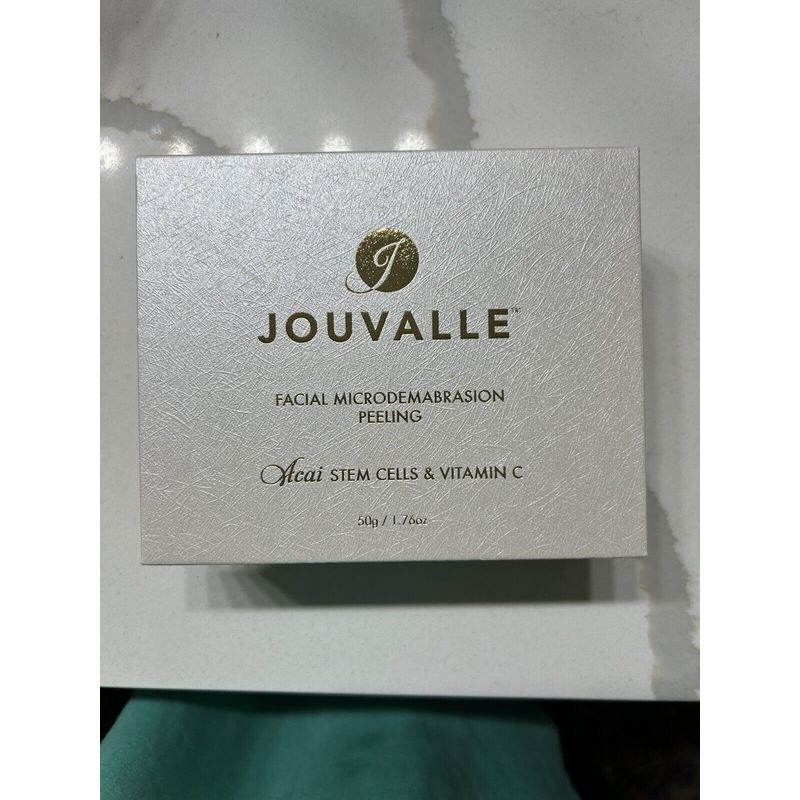 J
JOUVALLE™
FACIAL MICRODEMABRASION
PEELING
Acai STEM CELLS & VITAMIN C
50g / 1.76oz